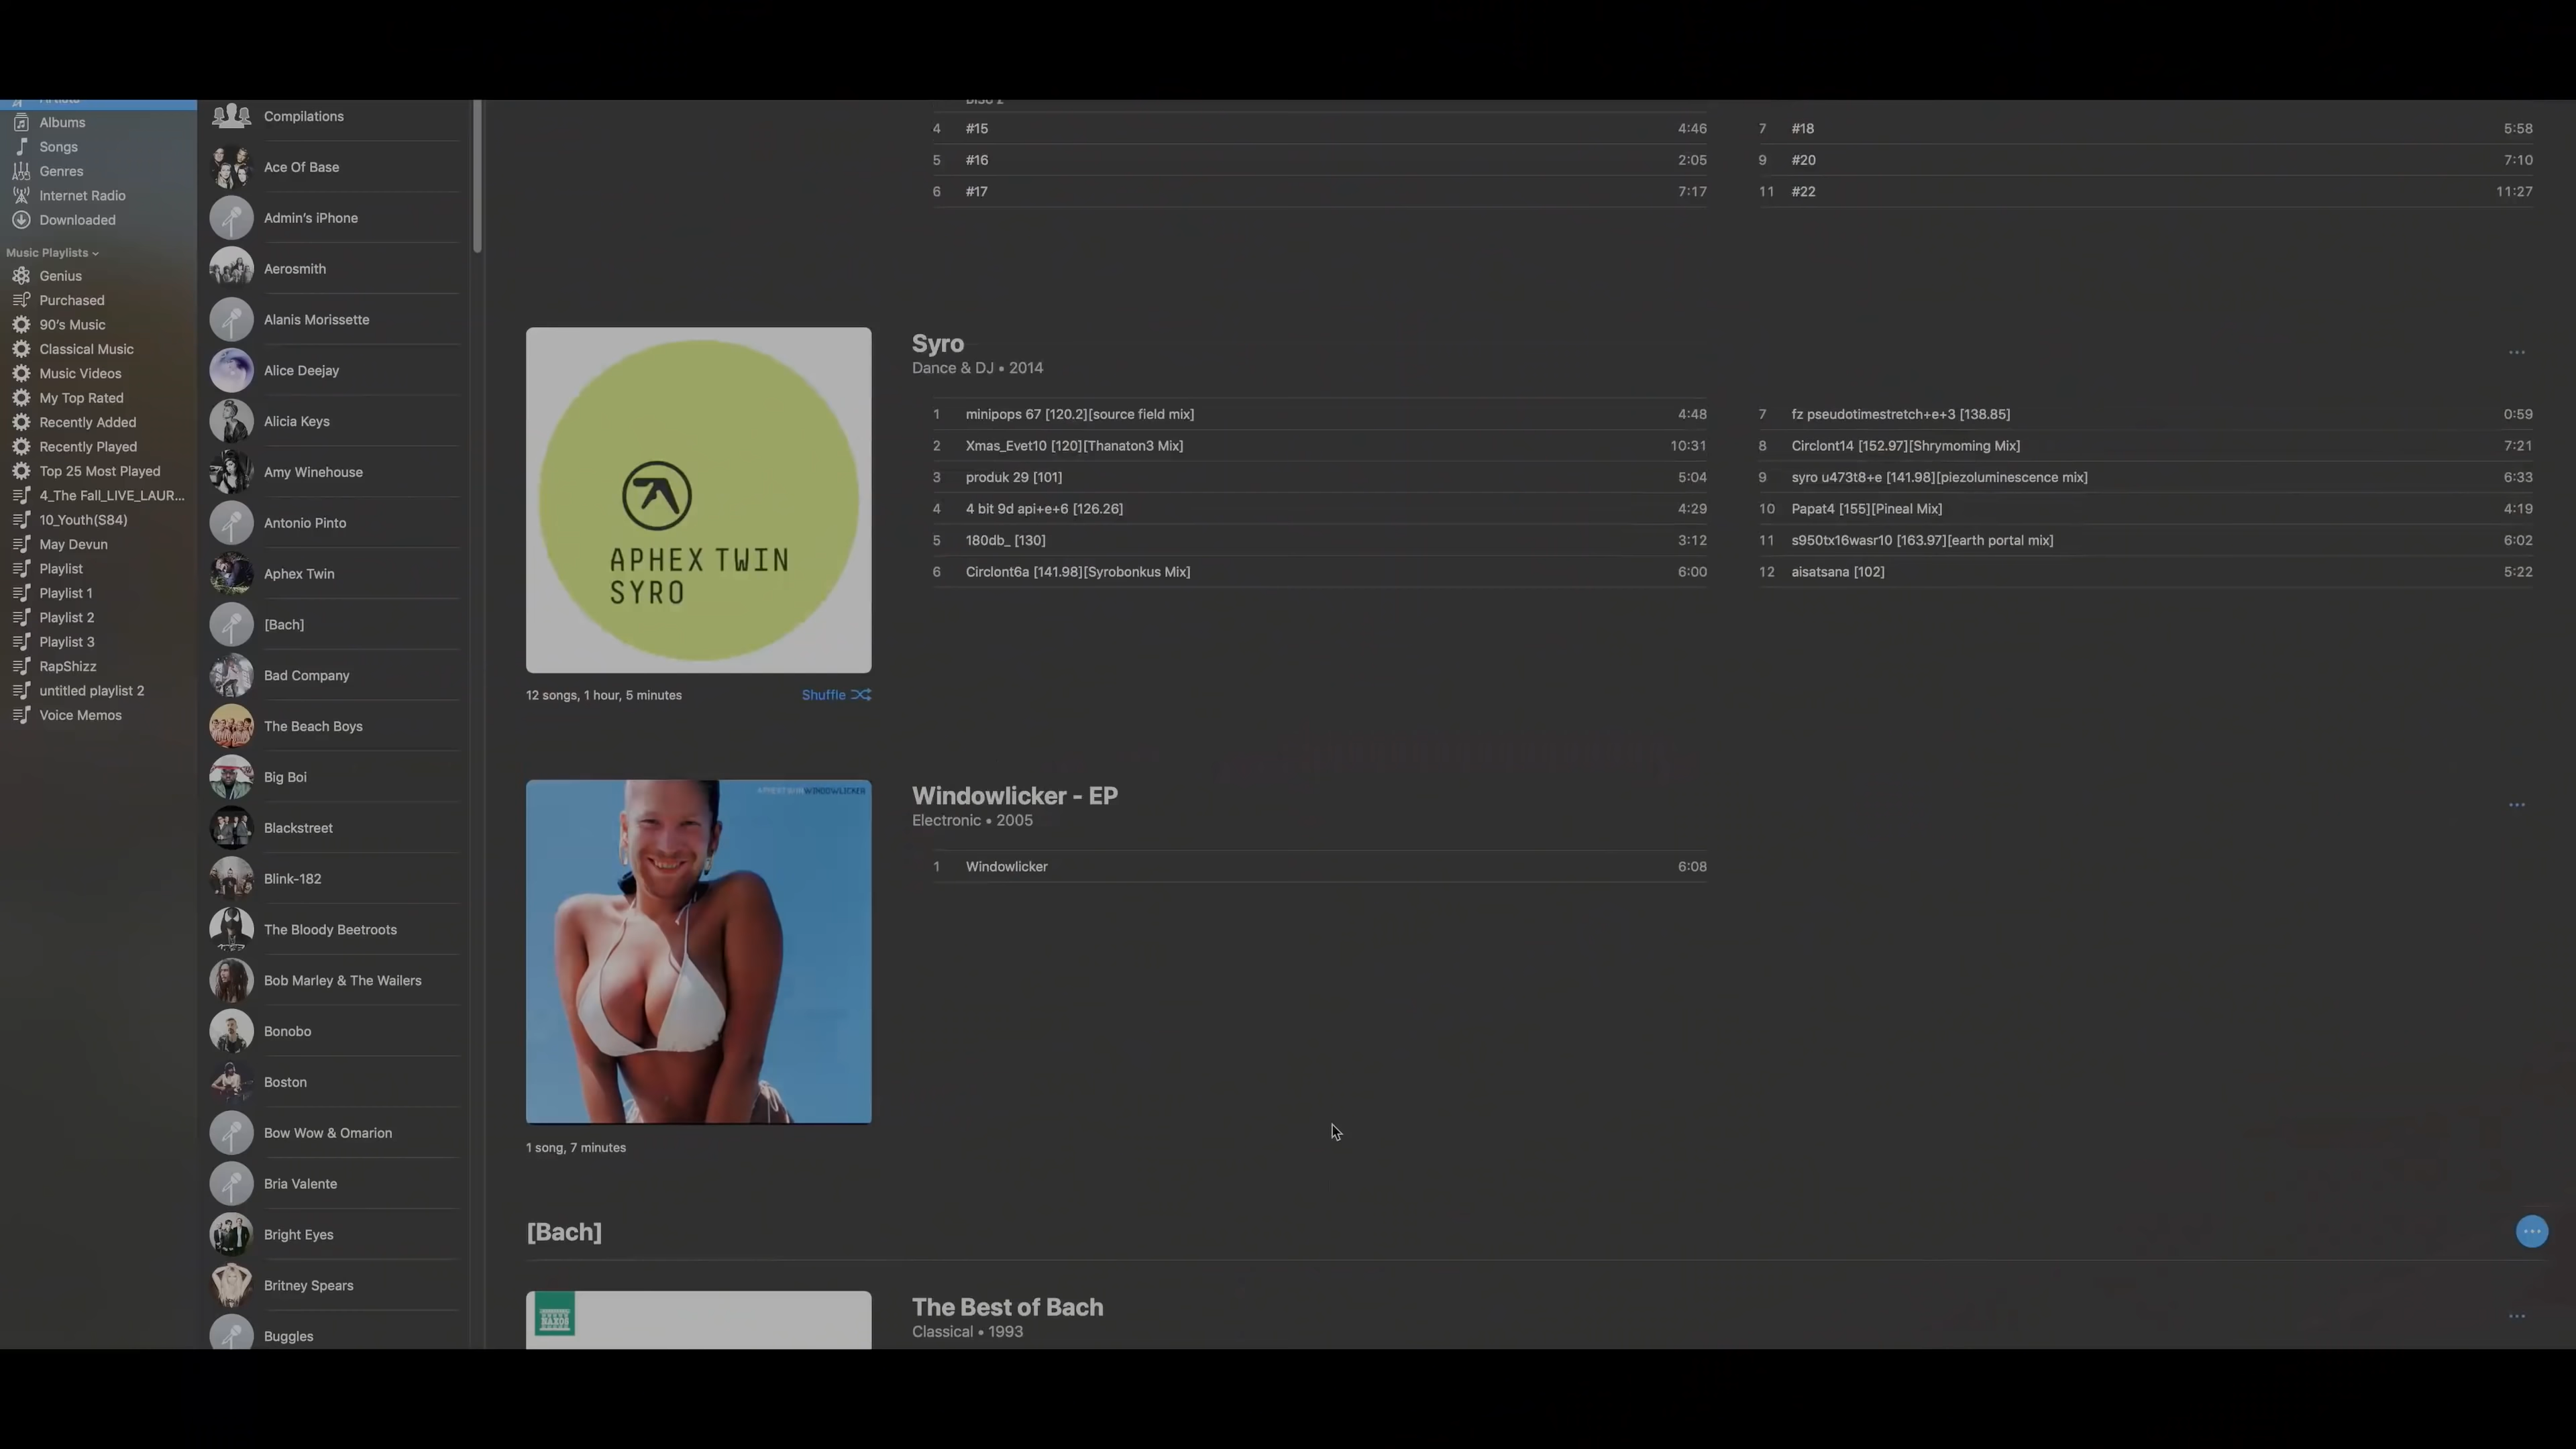 Artists
Albums
Songs
Genres
Internet Radio
Downloaded
Music Playlists
Genius
Purchased
90's Music
Classical Music
Music Videos
My Top Rated
Recently Added
Recently Played
Top 25 Most Played
4_The Fall_LIVE_LAUR...
10_Youth(S84)
May Devun
Playlist
Playlist 1
Playlist 2
Playlist 3
RapShizz
untitled playlist 2
Voice Memos
Compilations
Ace Of Base
Admin's iPhone
Aerosmith
Alanis Morissette
Alice Deejay
Alicia Keys
Amy Winehouse
Antonio Pinto
Aphex Twin
[Bach]
Bad Company
The Beach Boys
Big Boi
Blackstreet
Blink-182
The Bloody Beetroots
Bob Marley & The Wailers
Bonobo
Boston
Bow Wow & Omarion
Bria Valente
Bright Eyes
Britney Spears
Buggles
Disc 2
4 #15 4:46
5 #16 2:05
6 #17 7:17
7 #18 5:58
9 #20 7:10
11 #22 11:27
APHEX TWIN
SYRO
12 songs, 1 hour, 5 minutes Shuffle
Syro
Dance & DJ • 2014
1 minipops 67 [120.2][source field mix] 4:48
2 Xmas_Evet10 [120][Thanaton3 Mix] 10:31
3 produk 29 [101] 5:04
4 4 bit 9d api+e+6 [126.26] 4:29
5 180db_ [130] 3:12
6 Circlont6a [141.98][Syrobonkus Mix] 6:00
7 fz pseudotimestretch+e+3 [138.85] 0:59
8 Circlont14 [152.97][Shrymoming Mix] 7:21
9 syro u473t8+e [141.98][piezoluminescence mix] 6:33
10 Papat4 [155][Pineal Mix] 4:19
11 s950tx16wasr10 [163.97][earth portal mix] 6:02
12 aisatsana [102] 5:22
APHEXTWINWINDOWLICKER
1 song, 7 minutes
Windowlicker - EP
Electronic • 2005
1 Windowlicker 6:08
[Bach]
NAXOS
The Best of Bach
Classical • 1993